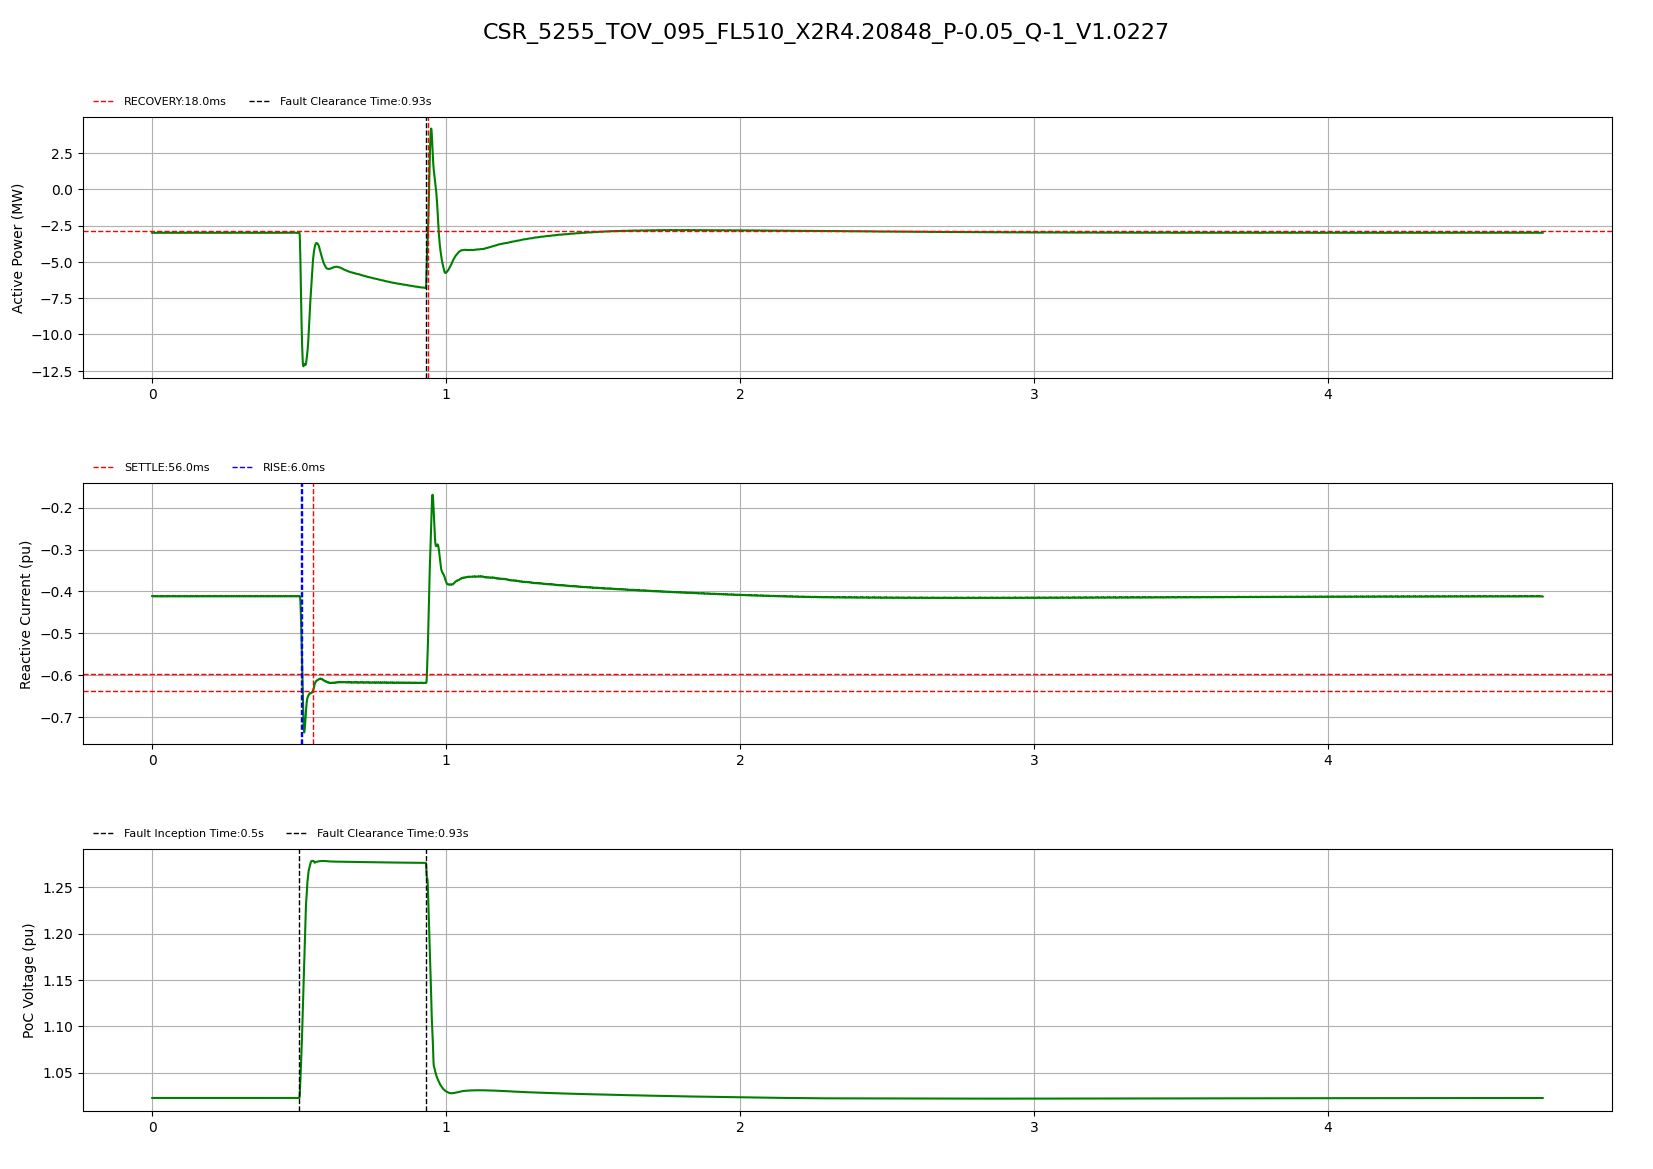 CSR_5255_TOV_095_FL510_X2R4.20848_P-0.05_Q-1_V1.0227
RECOVERY:18.0ms Fault Clearance Time:0.93s
Active Power (MW)
2.5
0.0
−2.5
−5.0
−7.5
−10.0
−12.5
0 1 2 3 4
SETTLE:56.0ms RISE:6.0ms
Reactive Current (pu)
−0.2
−0.3
−0.4
−0.5
−0.6
−0.7
0 1 2 3 4
Fault Inception Time:0.5s Fault Clearance Time:0.93s
PoC Voltage (pu)
1.25
1.20
1.15
1.10
1.05
0 1 2 3 4